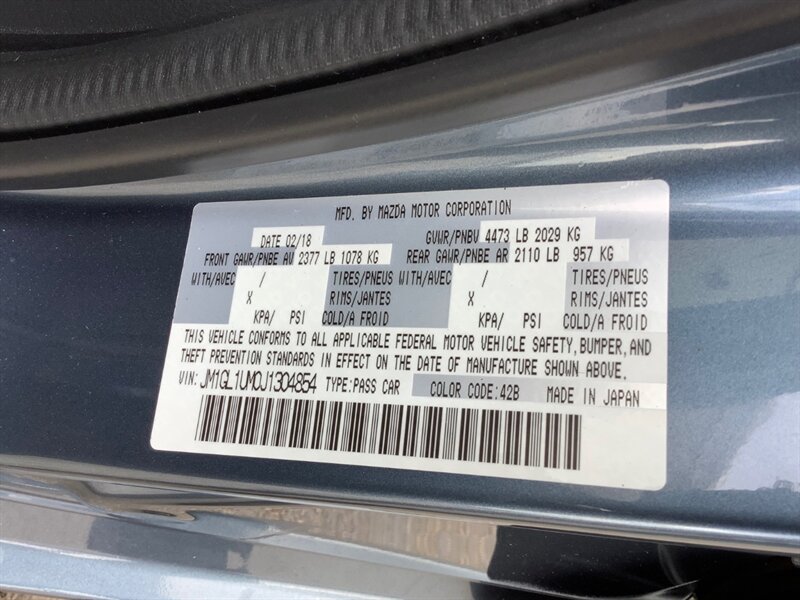 MFD. BY MAZDA MOTOR CORPORATION
DATE 02/18 GVWR/PNBV 4473 LB 2029 KG
FRONT GAWR/PNBE AV 2377 LB 1078 KG REAR GAWR/PNBE AR 2110 LB 957 KG
WITH/AVEC / TIRES/PNEUS WITH/AVEC / TIRES/PNEUS
X RIMS/JANTES X RIMS/JANTES
KPA/ PSI COLD/A FROID KPA/ PSI COLD/A FROID
THIS VEHICLE CONFORMS TO ALL APPLICABLE FEDERAL MOTOR VEHICLE SAFETY, BUMPER, AND
THEFT PREVENTION STANDARDS IN EFFECT ON THE DATE OF MANUFACTURE SHOWN ABOVE.
VIN: JM1GL1UM0J1304854 TYPE:PASS CAR COLOR CODE:42B MADE IN JAPAN